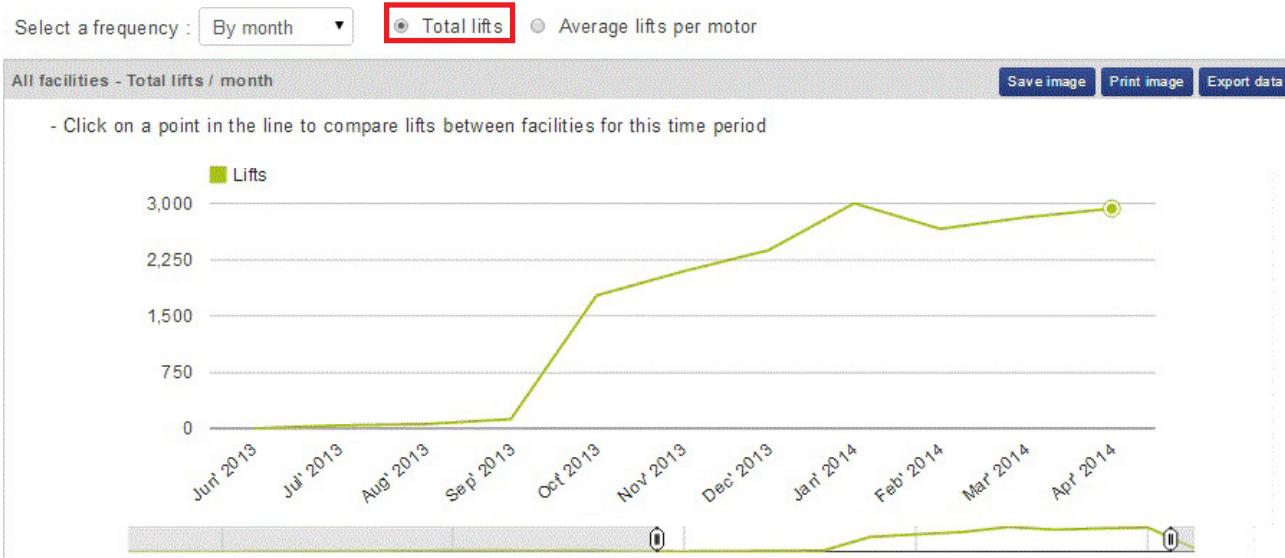 Select a frequency : By month Total lifts Average lifts per motor
All facilities - Total lifts / month Save image Print image Export data
- Click on a point in the line to compare lifts between facilities for this time period
Lifts
3,000
2,250
1,500
750
0
Jun' 2013 Jul' 2013 Aug' 2013 Sep' 2013 Oct' 2013 Nov' 2013 Dec' 2013 Jan' 2014 Feb' 2014 Mar' 2014 Apr' 2014